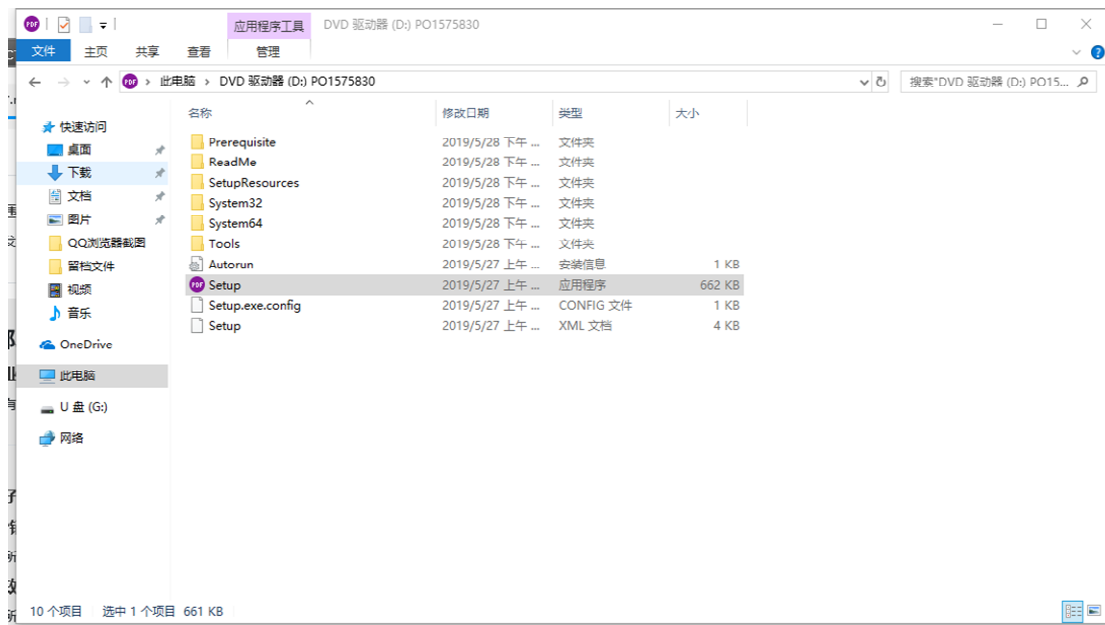 应用程序工具 DVD 驱动器 (D:) PO1575830
文件 主页 共享 查看 管理
此电脑 › DVD 驱动器 (D:) PO1575830 搜索"DVD 驱动器 (D:) PO15...
名称 修改日期 类型 大小
快速访问
桌面
下载
文档
图片
QQ浏览器截图
留档文件
视频
音乐
OneDrive
此电脑
U 盘 (G:)
网络
Prerequisite 2019/5/28 下午 ... 文件夹
ReadMe 2019/5/28 下午 ... 文件夹
SetupResources 2019/5/28 下午 ... 文件夹
System32 2019/5/28 下午 ... 文件夹
System64 2019/5/28 下午 ... 文件夹
Tools 2019/5/28 下午 ... 文件夹
Autorun 2019/5/27 上午 ... 安装信息 1 KB
PDF Setup 2019/5/27 上午 ... 应用程序 662 KB
Setup.exe.config 2019/5/27 上午 ... CONFIG 文件 1 KB
Setup 2019/5/27 上午 ... XML 文档 4 KB
10 个项目 选中 1 个项目 661 KB